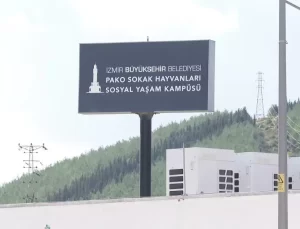 İZMİR BÜYÜKŞEHİR BELEDİYESİ
PAKO SOKAK HAYVANLARI
SOSYAL YAŞAM KAMPÜSÜ